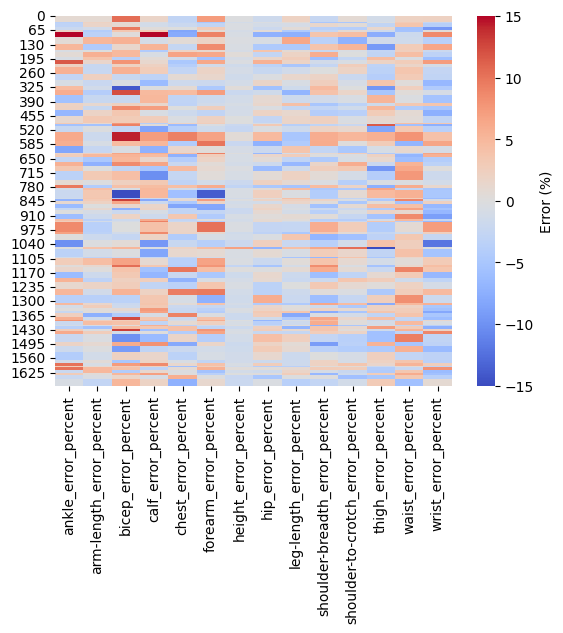 0
65
130
195
260
325
390
455
520
585
650
715
780
845
910
975
1040
1105
1170
1235
1300
1365
1430
1495
1560
1625
ankle_error_percent
arm-length_error_percent
bicep_error_percent
calf_error_percent
chest_error_percent
forearm_error_percent
height_error_percent
hip_error_percent
leg-length_error_percent
shoulder-breadth_error_percent
shoulder-to-crotch_error_percent
thigh_error_percent
waist_error_percent
wrist_error_percent
15
10
5
0
−5
−10
−15
Error (%)